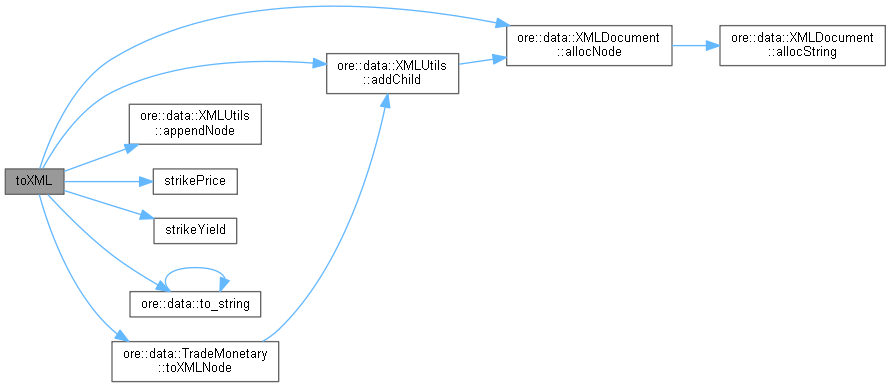 ore::data::XMLDocument
::allocNode
ore::data::XMLDocument
::allocString
ore::data::XMLUtils
::addChild
ore::data::XMLUtils
::appendNode
toXML
strikePrice
strikeYield
ore::data::to_string
ore::data::TradeMonetary
::toXMLNode